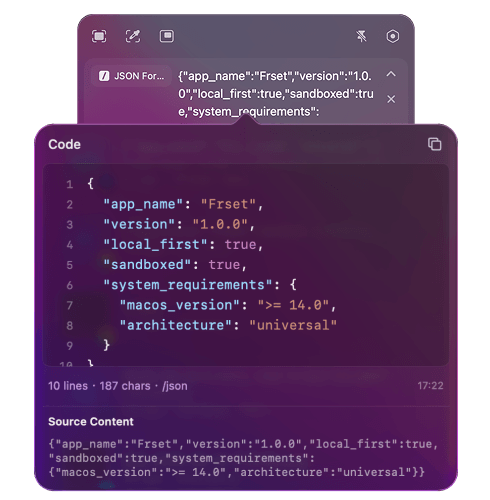 JSON For...
{"app_name":"Frset","version":"1.0.
0","local_first":true,"sandboxed":tru
e,"system_requirements":
Code
1 {
2 "app_name": "Frset",
3 "version": "1.0.0",
4 "local_first": true,
5 "sandboxed": true,
6 "system_requirements": {
7 "macos_version": ">= 14.0",
8 "architecture": "universal"
9 }
10 }
10 lines · 187 chars · /json
17:22
Source Content
{"app_name":"Frset","version":"1.0.0","local_first":true,
"sandboxed":true,"system_requirements":
{"macos_version":">= 14.0","architecture":"universal"}}